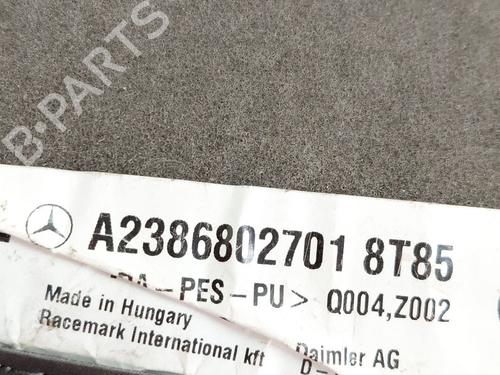 B-PARTS
A2386802701 8T85
PA-PES-PU> Q004,Z002
Made in Hungary
Racemark International kft
Daimler AG